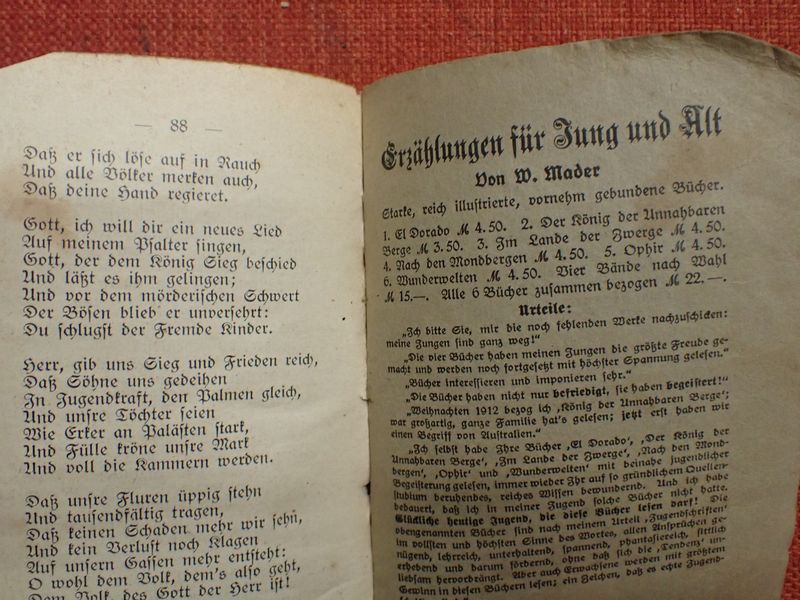 — 88 —
Daß er sich löse auf in Rauch
Und alle Völker merken auch,
Daß deine Hand regieret.
Gott, ich will dir ein neues Lied
Auf meinem Psalter singen,
Gott, der dem König Sieg beschied
Und läßt es ihm gelingen;
Und vor dem mörderischen Schwert
Der Bösen blieb er unversehrt:
Du schlugst der Fremde Kinder.
Herr, gib uns Sieg und Frieden reich,
Daß Söhne uns gedeihen
In Jugendkraft, den Palmen gleich,
Und unsre Töchter seien
Wie Erker an Palästen stark,
Und Fülle kröne unsre Mark
Und voll die Kammern werden.
Daß unsre Fluren üppig stehn
Und tausendfältig tragen,
Daß keinen Schaden mehr wir sehn,
Und kein Verlust noch Klagen
Auf unsern Gassen mehr entsteht:
O wohl dem Volk, dem's also geht,
Dem Volk, des Gott der Herr ist!
Erzählungen für Jung und Alt
Von W. Mader
Starke, reich illustrierte, vornehm gebundene Bücher.
1. El Dorado M 4.50. 2. Der König der Unnahbaren
Berge M 3.50. 3. Im Lande der Zwerge M 4.50.
4. Nach den Mondbergen M 4.50. 5. Ophir M 4.50.
6. Wunderwelten M 4.50. Vier Bände nach Wahl
M 15.—. Alle 6 Bücher zusammen bezogen M 22.—.
Urteile:
„Ich bitte Sie, mir die noch fehlenden Werke nachzuschicken:
meine Jungen sind ganz weg!“
„Die vier Bücher haben meinen Jungen die größte Freude ge-
macht und werden noch fortgesetzt mit höchster Spannung gelesen.“
„Bücher interessieren und imponieren sehr.“
„Die Bücher haben nicht nur befriedigt, sie haben begeistert!“
„Weihnachten 1912 bezog ich ‚König der Unnahbaren Berge‘;
war großartig, ganze Familie hat's gelesen; jetzt erst haben wir
einen Begriff von Australien.“
„Ich selbst habe Ihre Bücher ‚El Dorado‘, ‚Der König der
Unnahbaren Berge‘, ‚Im Lande der Zwerge‘, ‚Nach den Mond-
bergen‘, ‚Ophir‘ und ‚Wunderwelten‘ mit beinahe jugendlicher
Begeisterung gelesen, immer wieder Ihr auf so gründlichem Quellen-
studium beruhendes, reiches Wissen bewundernd. Und ich habe
bedauert, daß ich in meiner Jugend solche Bücher nicht hatte.
Glückliche heutige Jugend, die diese Bücher lesen darf! Die
obengenannten Bücher sind nach meinem Urteil ‚Jugendschriften‘
im vollsten und höchsten Sinne des Wortes, allen Ansprüchen ge-
nügend, lehrreich, unterhaltend, spannend, phantasiereich, sittlich
erhebend und darum fördernd, ohne daß sich die ‚Tendenz‘ un-
liebsam hervordrängt. Aber auch Erwachsene werden mit größtem
Gewinn in diesen Büchern lesen; ein Zeichen, daß es echte Jugend-